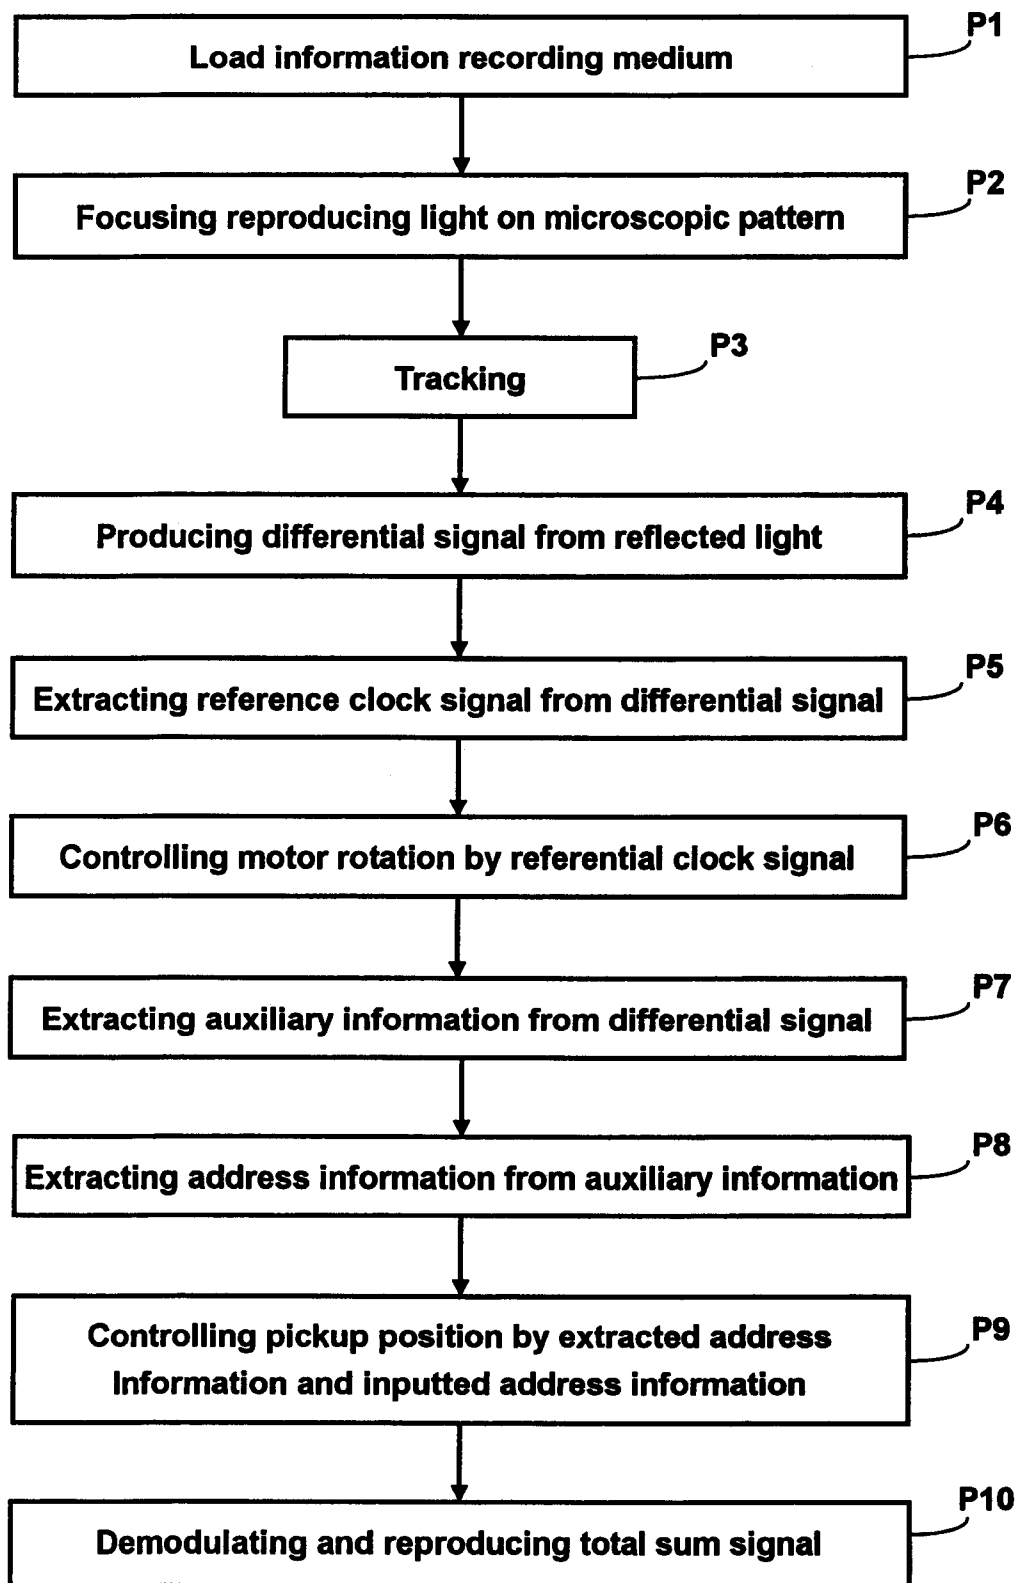 P1
Load information recording medium
P2
Focusing reproducing light on microscopic pattern
P3
Tracking
P4
Producing differential signal from reflected light
P5
Extracting reference clock signal from differential signal
P6
Controlling motor rotation by referential clock signal
P7
Extracting auxiliary information from differential signal
P8
Extracting address information from auxiliary information
P9
Controlling pickup position by extracted address
Information and inputted address information
P10
Demodulating and reproducing total sum signal